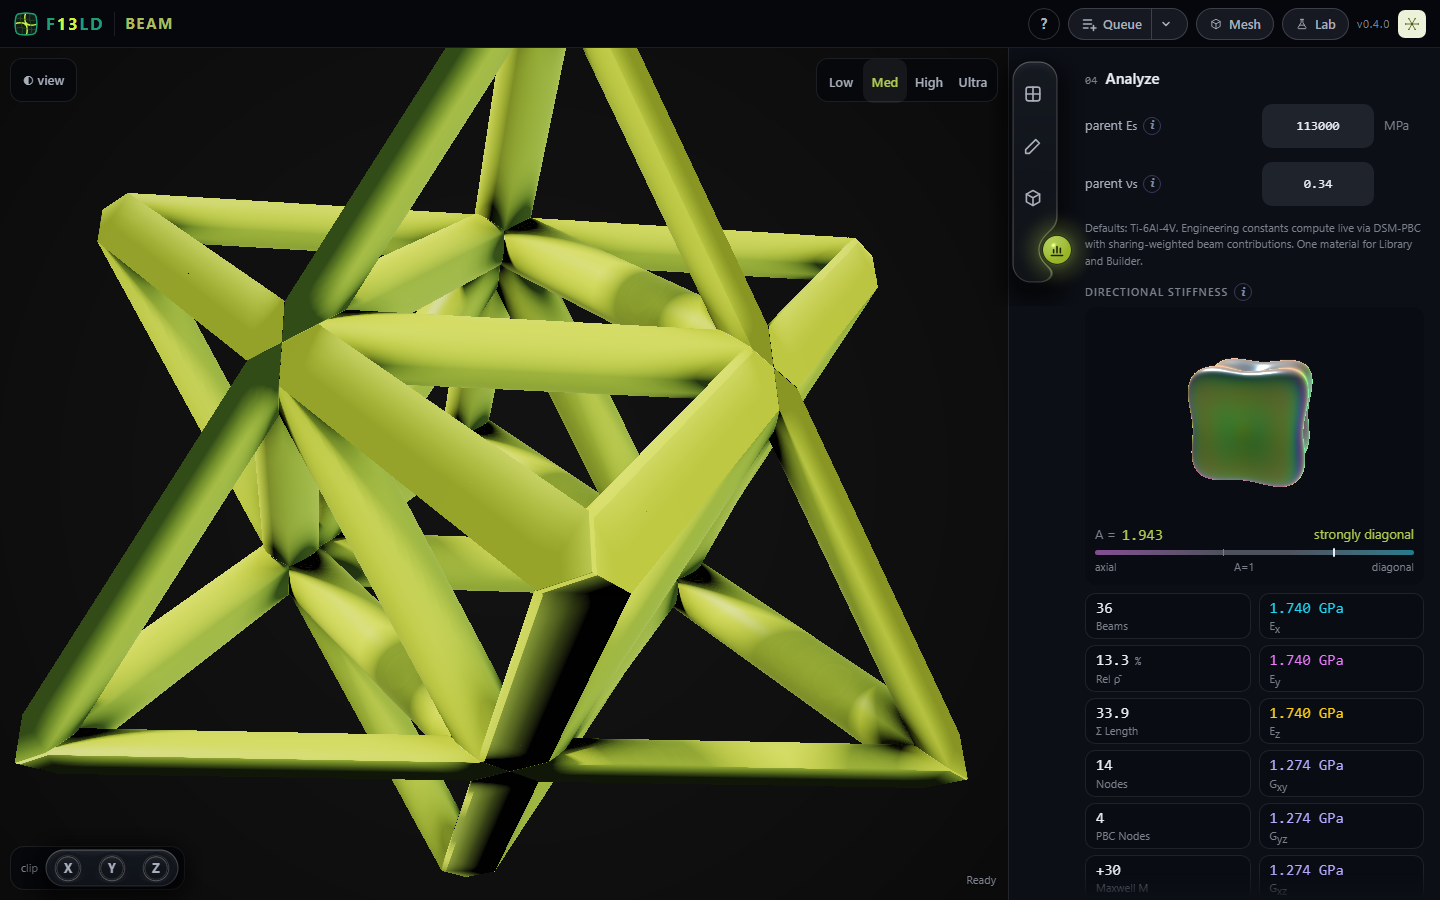 F13LD BEAM
? Queue Mesh Lab v0.4.0
view
Low Med High Ultra
04 Analyze
parent Es i 113000 MPa
parent νs i 0.34
Defaults: Ti-6Al-4V. Engineering constants compute live via DSM-PBC
with sharing-weighted beam contributions. One material for Library
and Builder.
DIRECTIONAL STIFFNESS i
A = 1.943 strongly diagonal
axial A=1 diagonal
36 1.740 GPa
Beams Ex
13.3 % 1.740 GPa
Rel ρ̄ Ey
33.9 1.740 GPa
Σ Length Ez
14 1.274 GPa
Nodes Gxy
4 1.274 GPa
PBC Nodes Gyz
+30 1.274 GPa
Maxwell M Gxz
clip X Y Z
Ready